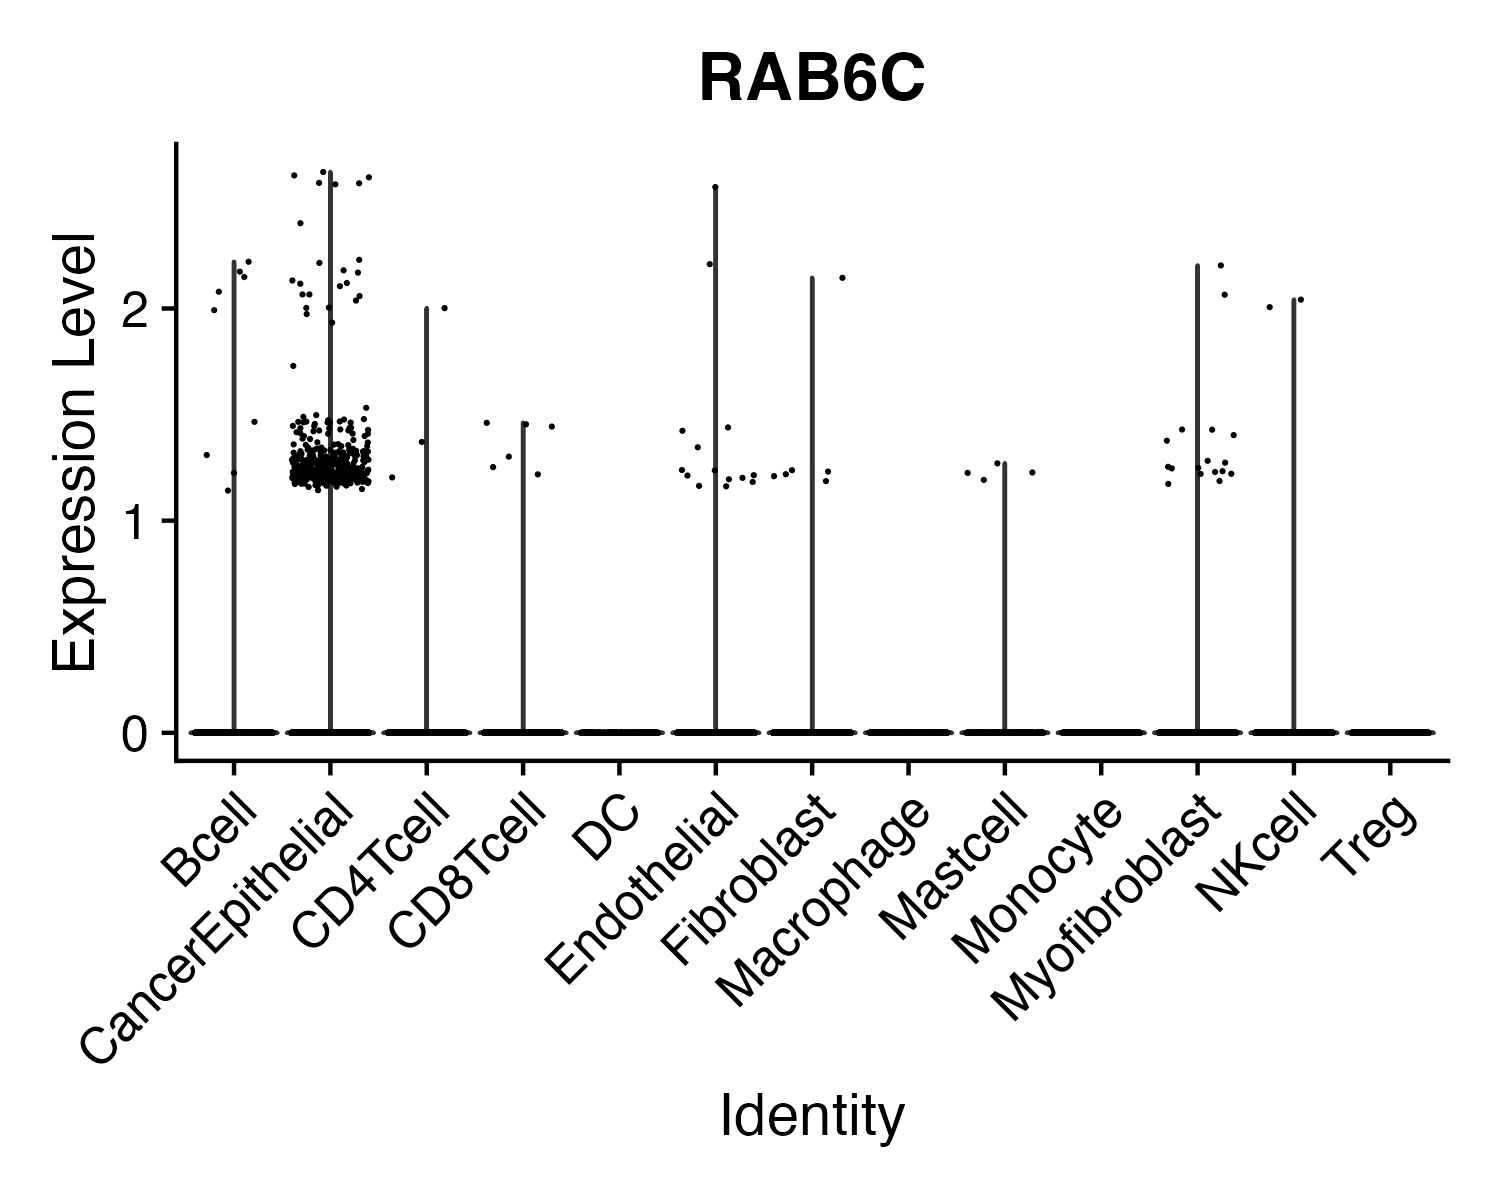 RAB6C
Expression Level
2
1
0
Bcell
CancerEpithelial
CD4Tcell
CD8Tcell
DC
Endothelial
Fibroblast
Macrophage
Mastcell
Monocyte
Myofibroblast
NKcell
Treg
Identity